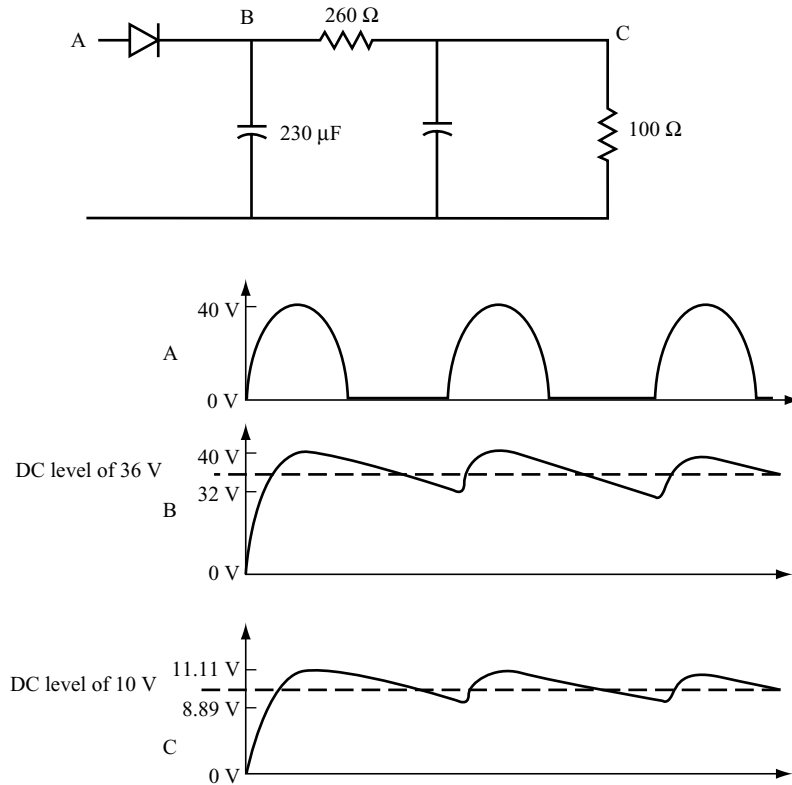 260 Ω
B
A
C
230 µF
100 Ω
40 V
A
0 V
40 V
DC level of 36 V
32 V
B
0 V
11.11 V
DC level of 10 V
8.89 V
C
0 V